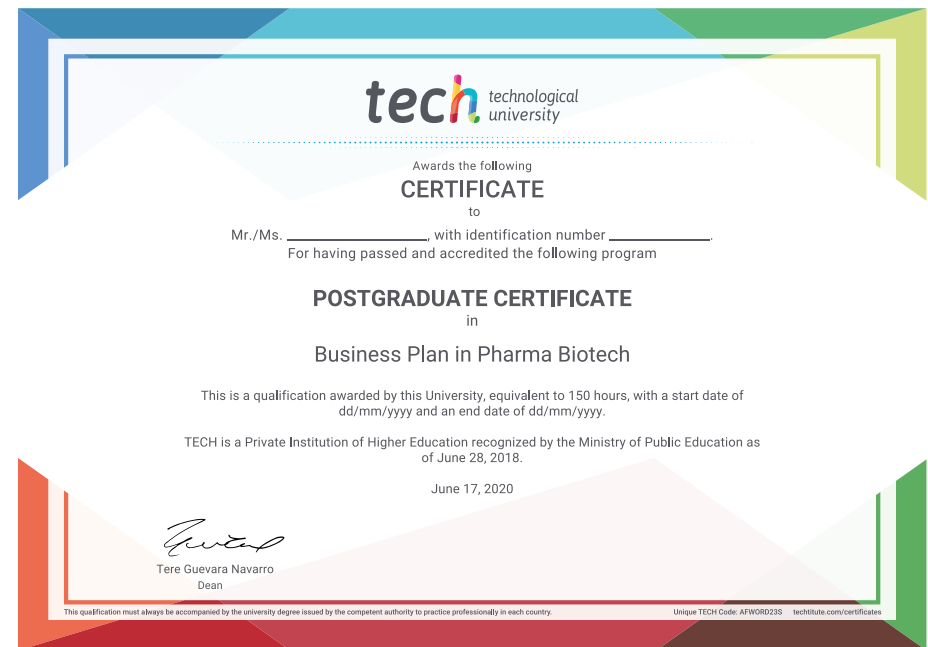 tech technological
university
Awards the following
CERTIFICATE
to
Mr./Ms. ____________, with identification number ____________.
For having passed and accredited the following program
POSTGRADUATE CERTIFICATE
in
Business Plan in Pharma Biotech
This is a qualification awarded by this University, equivalent to 150 hours, with a start date of
dd/mm/yyyy and an end date of dd/mm/yyyy.
TECH is a Private Institution of Higher Education recognized by the Ministry of Public Education as
of June 28, 2018.
June 17, 2020
Tere Guevara Navarro
Dean
This qualification must always be accompanied by the university degree issued by the competent authority to practice professionally in each country.
Unique TECH Code: AFWORD23S techtitute.com/certificates